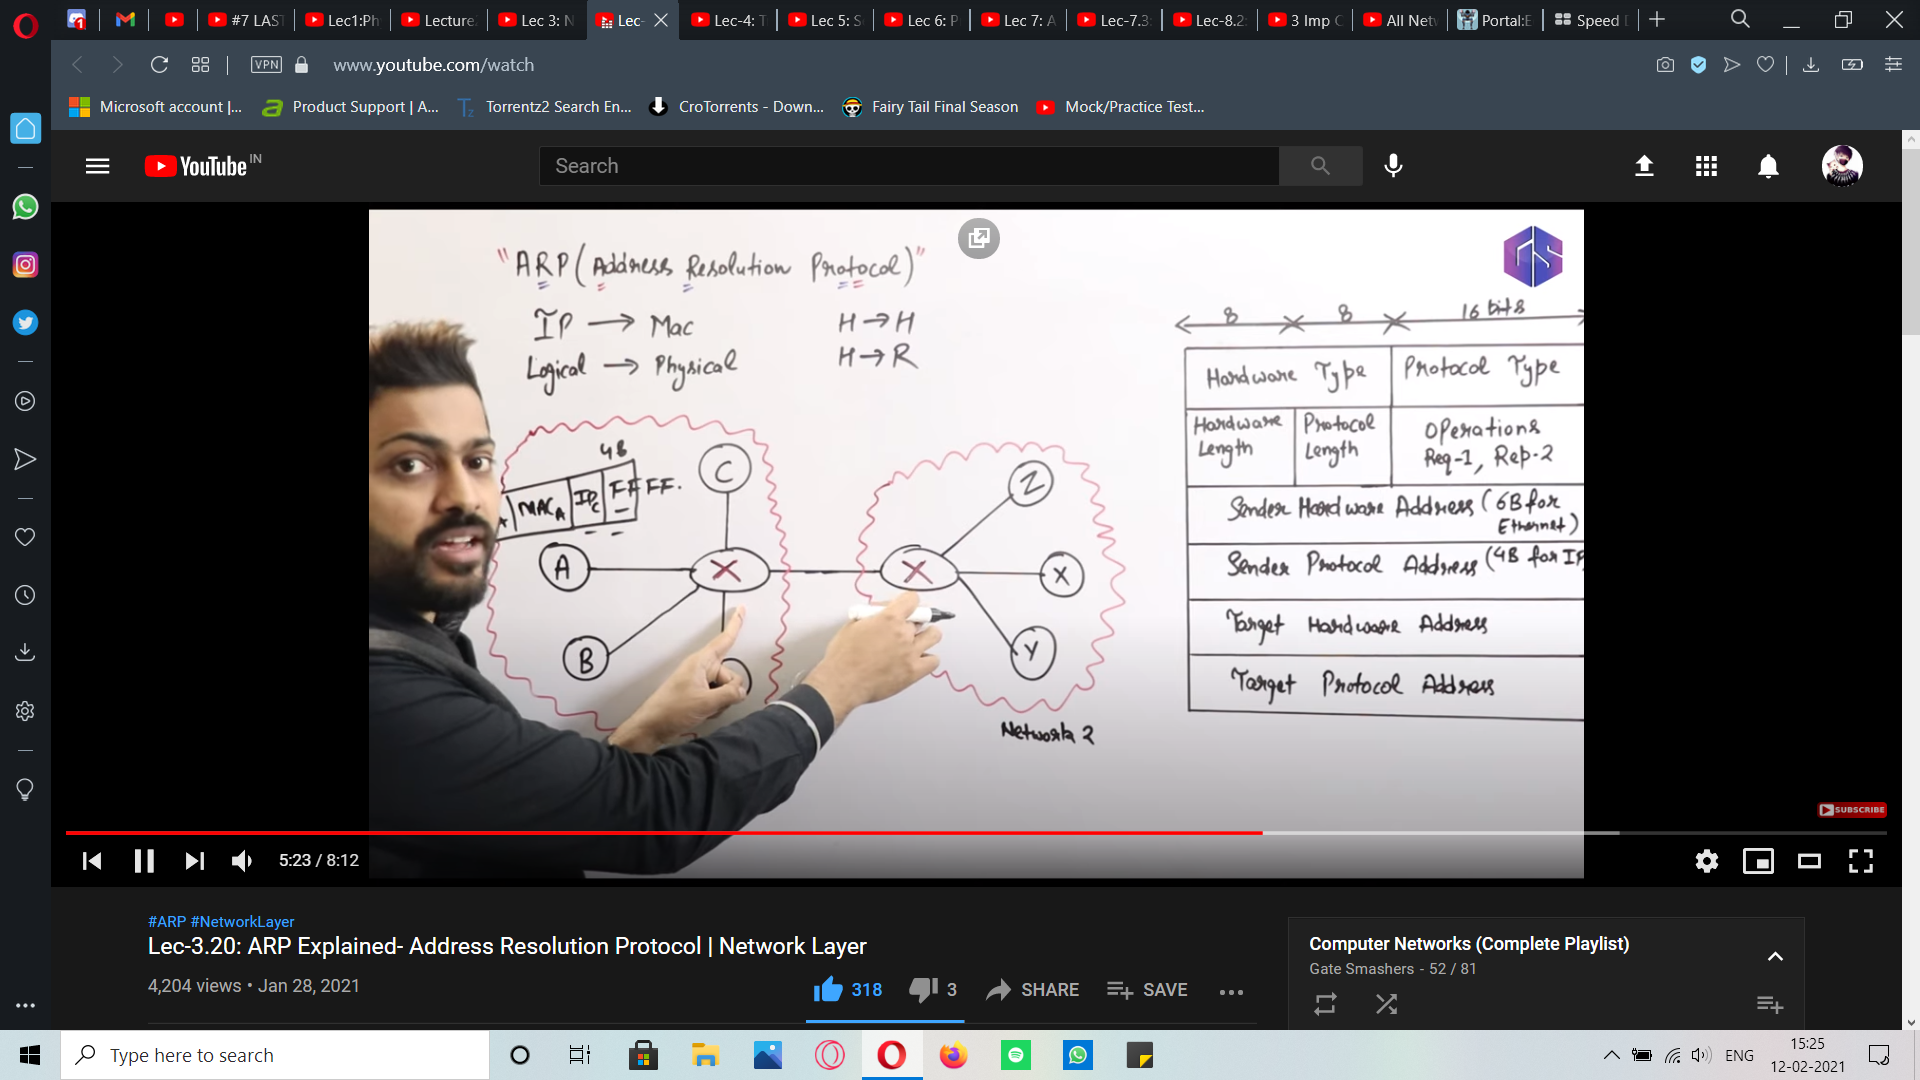 #7 LAS
Lec1:Ph
Lecture
Lec 3: N
Lec-
Lec-4: T
Lec 5: S
Lec 6: P
Lec 7: A
Lec-7.3
Lec-8.2
3 Imp C
All Net
Portal:E
Speed
VPN
www.youtube.com/watch
Microsoft account |...
Product Support | A...
Torrentz2 Search En...
CroTorrents - Down...
Fairy Tail Final Season
Mock/Practice Test...
YouTube IN
Search
"ARP (Address Resolution Protocol)"
IP → Mac
H → H
Logical → Physical
H → R
8 8 16 bits
Hardware Type
Protocol Type
Hardware Length
Protocol Length
Operations
Req-1, Rep-2
Sender Hardware Address (6B for Ethernet)
Sender Protocol Address (4B for IP
Target Hardware Address
Target Protocol Address
4B
MAC A
IP C
FF FF.
C
A
B
X
X
Z
X
Y
Network 2
SUBSCRIBE
5:23 / 8:12
#ARP #NetworkLayer
Lec-3.20: ARP Explained- Address Resolution Protocol | Network Layer
4,204 views • Jan 28, 2021
318
3
SHARE
SAVE
Computer Networks (Complete Playlist)
Gate Smashers - 52 / 81
Type here to search
ENG
15:25
12-02-2021